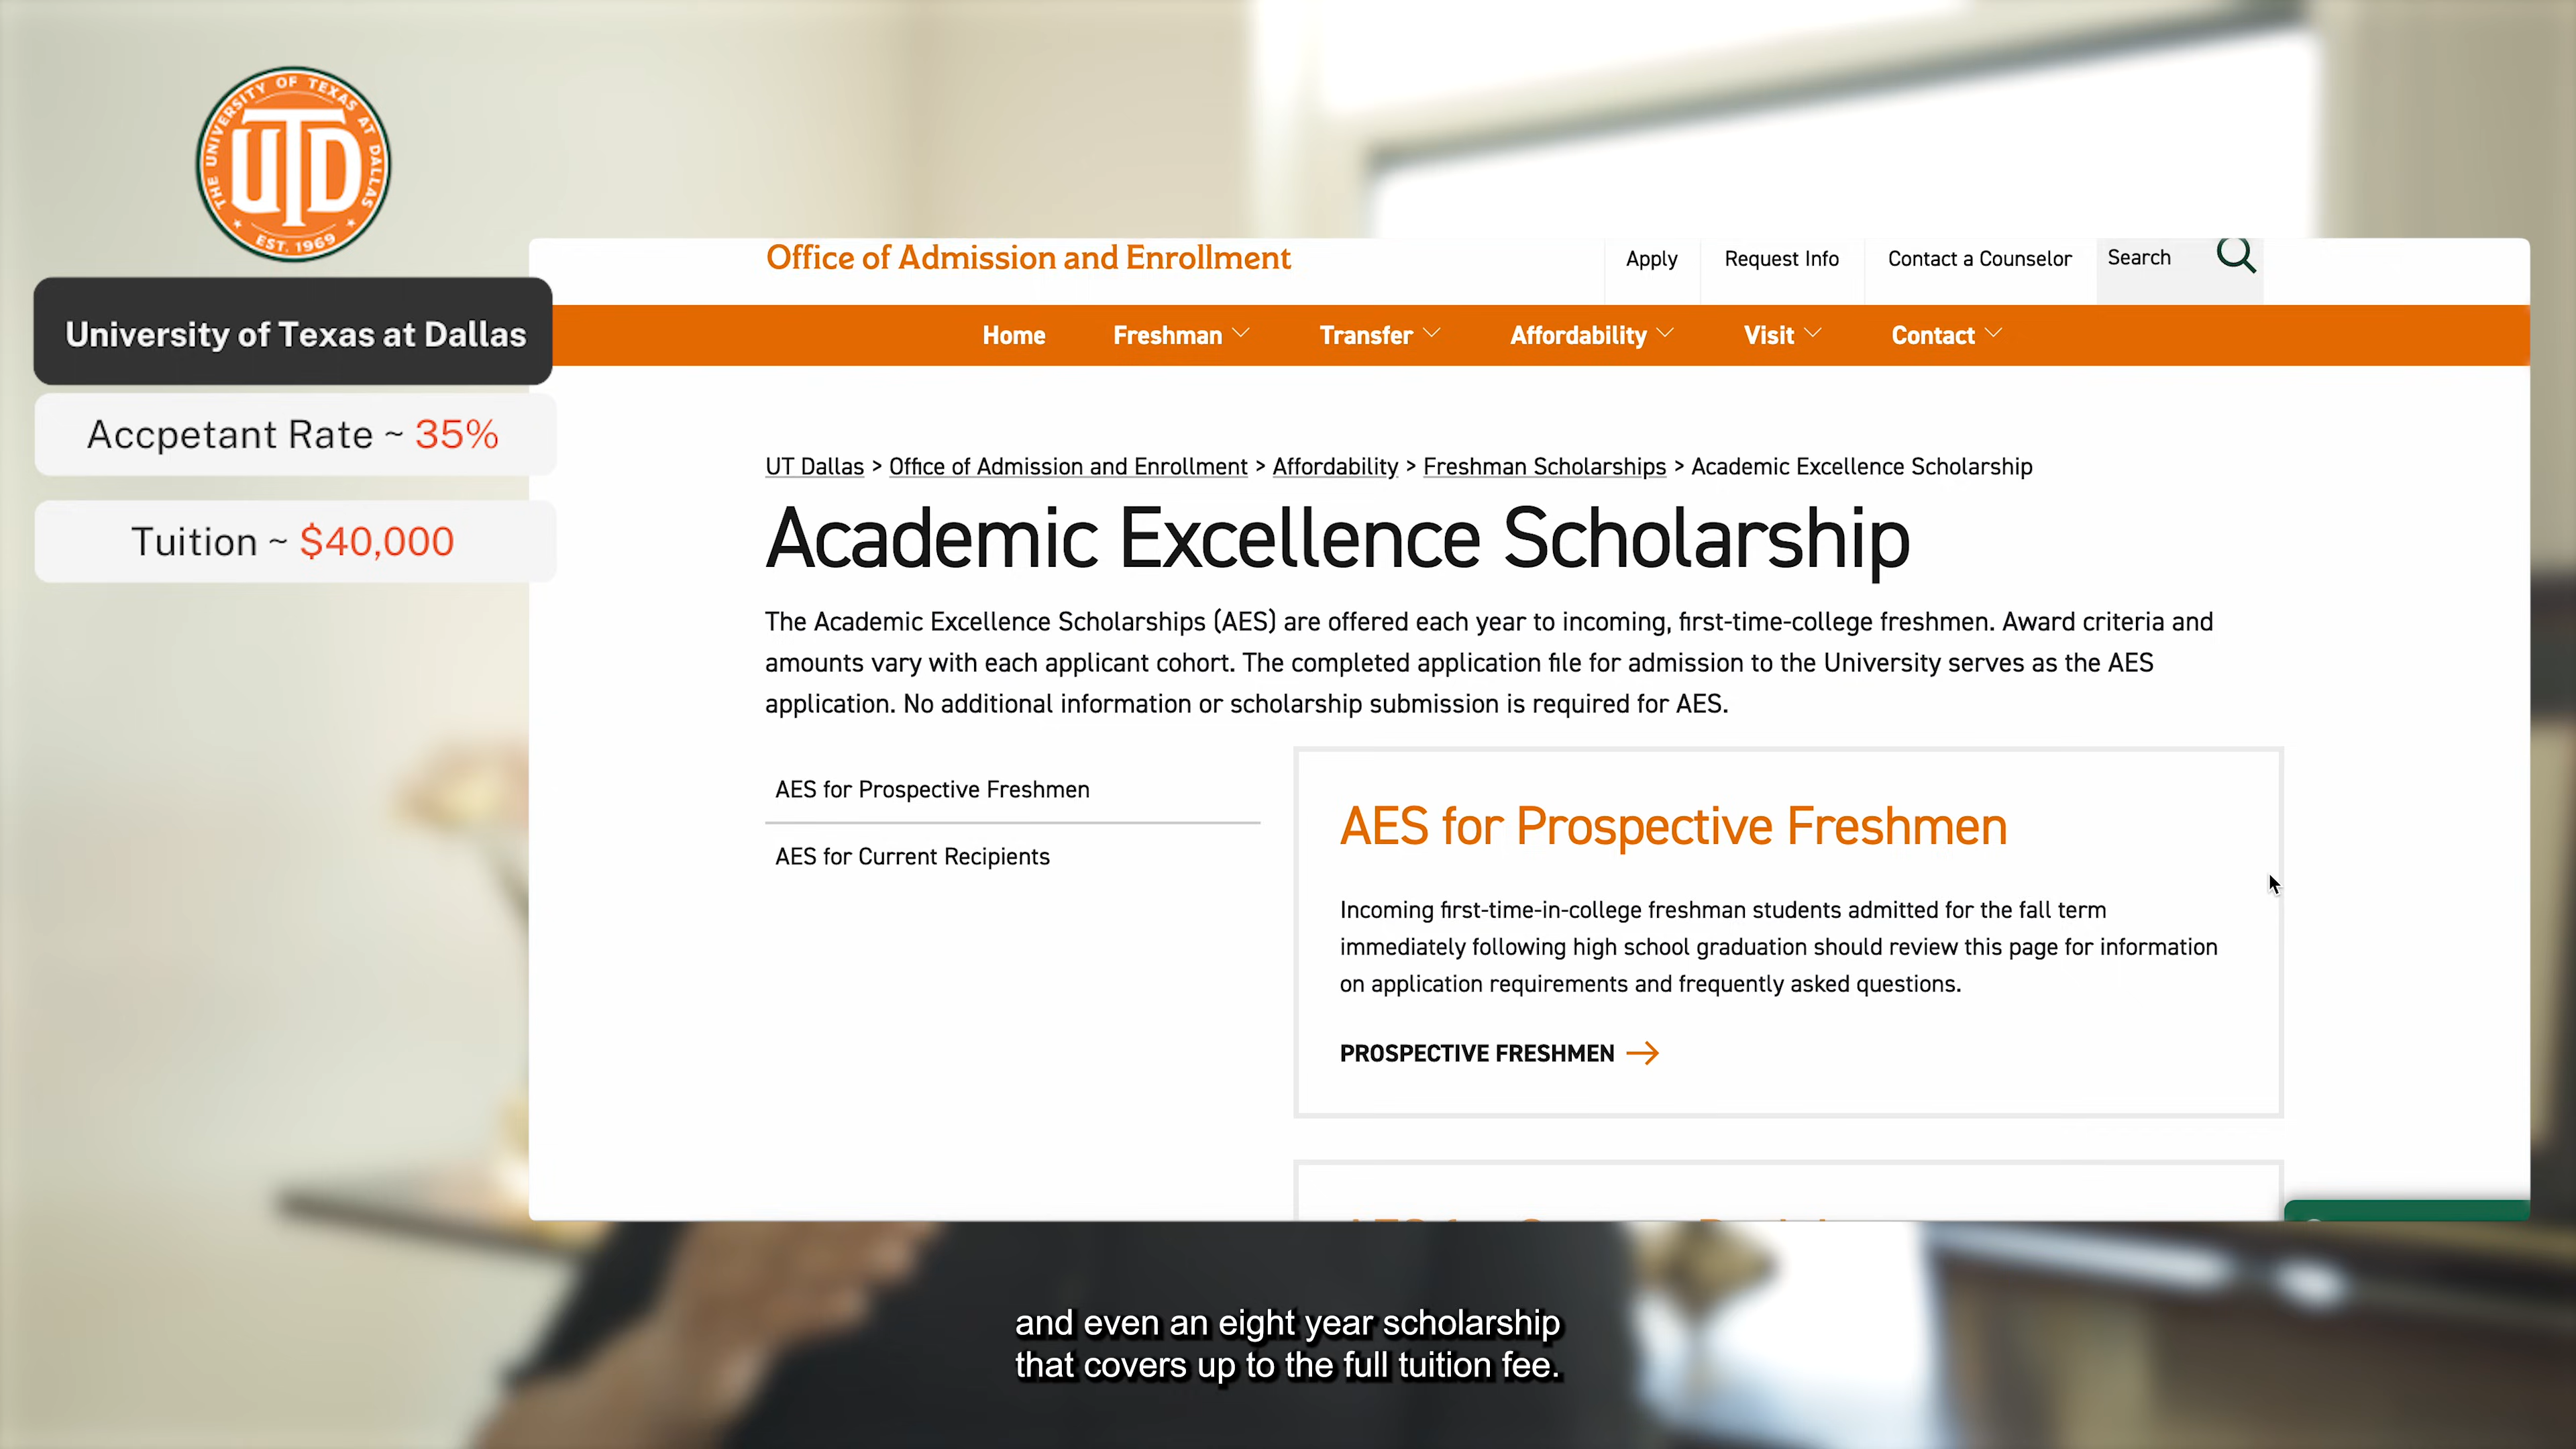 THE UNIVERSITY OF TEXAS AT DALLAS
UTD
EST. 1969
University of Texas at Dallas
Accpetant Rate ~ 35%
Tuition ~ $40,000
Office of Admission and Enrollment
Apply
Request Info
Contact a Counselor
Search
Home
Freshman
Transfer
Affordability
Visit
Contact
UT Dallas > Office of Admission and Enrollment > Affordability > Freshman Scholarships > Academic Excellence Scholarship
Academic Excellence Scholarship
The Academic Excellence Scholarships (AES) are offered each year to incoming, first-time-college freshmen. Award criteria and
amounts vary with each applicant cohort. The completed application file for admission to the University serves as the AES
application. No additional information or scholarship submission is required for AES.
AES for Prospective Freshmen
AES for Current Recipients
AES for Prospective Freshmen
Incoming first-time-in-college freshman students admitted for the fall term
immediately following high school graduation should review this page for information
on application requirements and frequently asked questions.
PROSPECTIVE FRESHMEN
and even an eight year scholarship
that covers up to the full tuition fee.